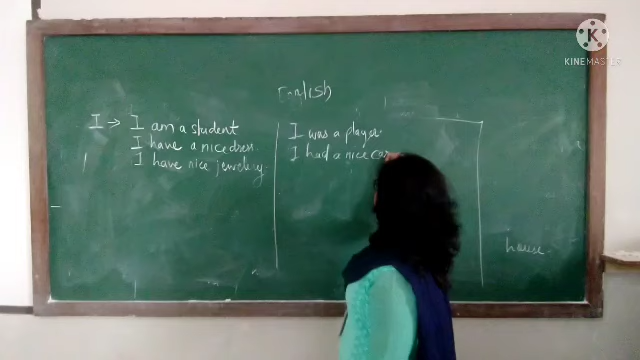 English
I → I am a student
I have a nice dress.
I have nice jewelery.
I was a player.
I had a nice car
house.
K
KINEMASTER